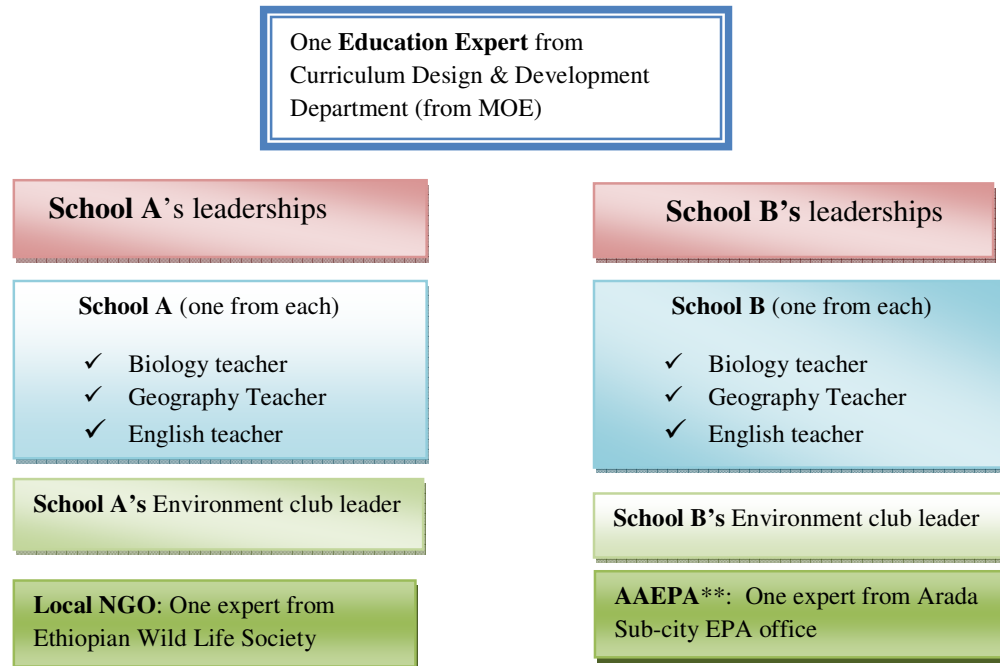 One Education Expert from
Curriculum Design & Development
Department (from MOE)
School A's leaderships
School B's leaderships
School A (one from each)
✓ Biology teacher
✓ Geography Teacher
✓ English teacher
School B (one from each)
✓ Biology teacher
✓ Geography Teacher
✓ English teacher
School A's Environment club leader
School B's Environment club leader
Local NGO: One expert from
Ethiopian Wild Life Society
AAEPA**: One expert from Arada
Sub-city EPA office